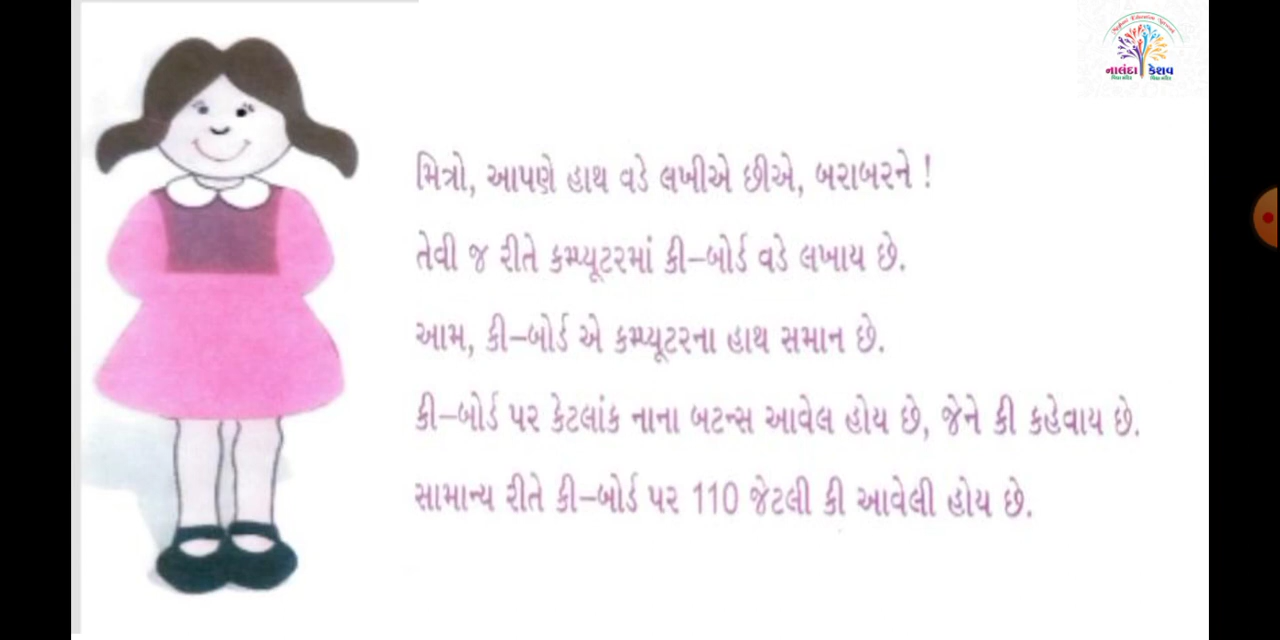 નાલંદા કેશવ
મિત્રો, આપણે હાથ વડે લખીએ છીએ, બરાબરને !
તેવી જ રીતે કમ્પ્યૂટરમાં કી–બોર્ડ વડે લખાય છે.
આમ, કી–બોર્ડ એ કમ્પ્યૂટરના હાથ સમાન છે.
કી–બોર્ડ પર કેટલાંક નાના બટન્સ આવેલ હોય છે, જેને કી કહેવાય છે.
સામાન્ય રીતે કી–બોર્ડ પર 110 જેટલી કી આવેલી હોય છે.